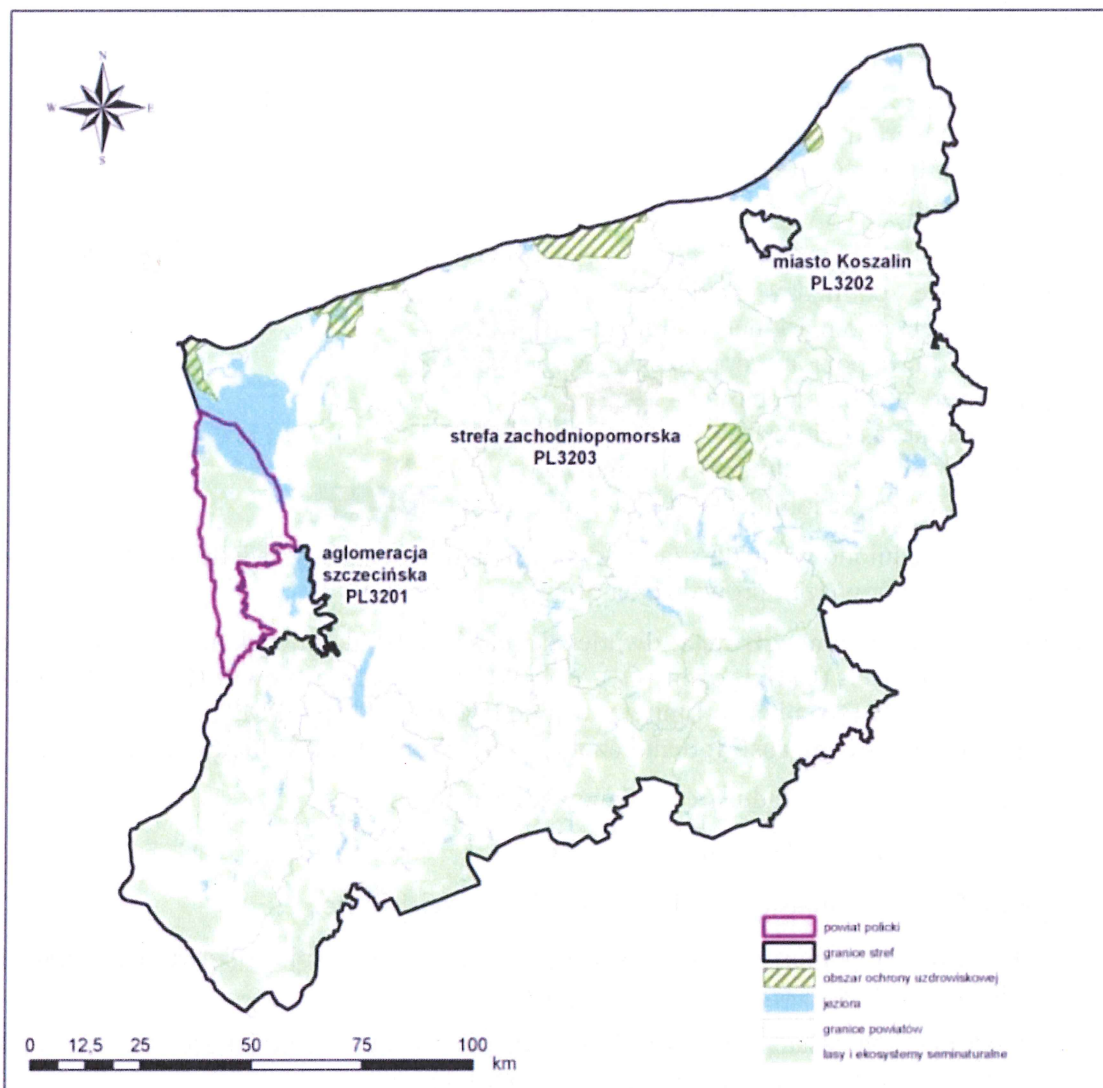 N
W
E
S
miasto Koszalin
PL3202
strefa zachodniopomorska
PL3203
aglomeracja
szczecińska
PL3201
powiat policki
granice stref
obszar ochrony uzdrowiskowej
jeziora
granice powiatów
lasy i ekosystemy seminaturalne
0 12,5 25 50 75 100
km